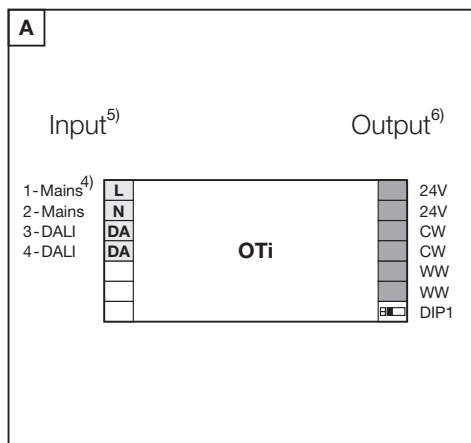 A
Input5) Output6)
1-Mains4) L 24V
2-Mains N 24V
3-DALI DA CW
4-DALI DA OTi CW
WW
WW
DIP1